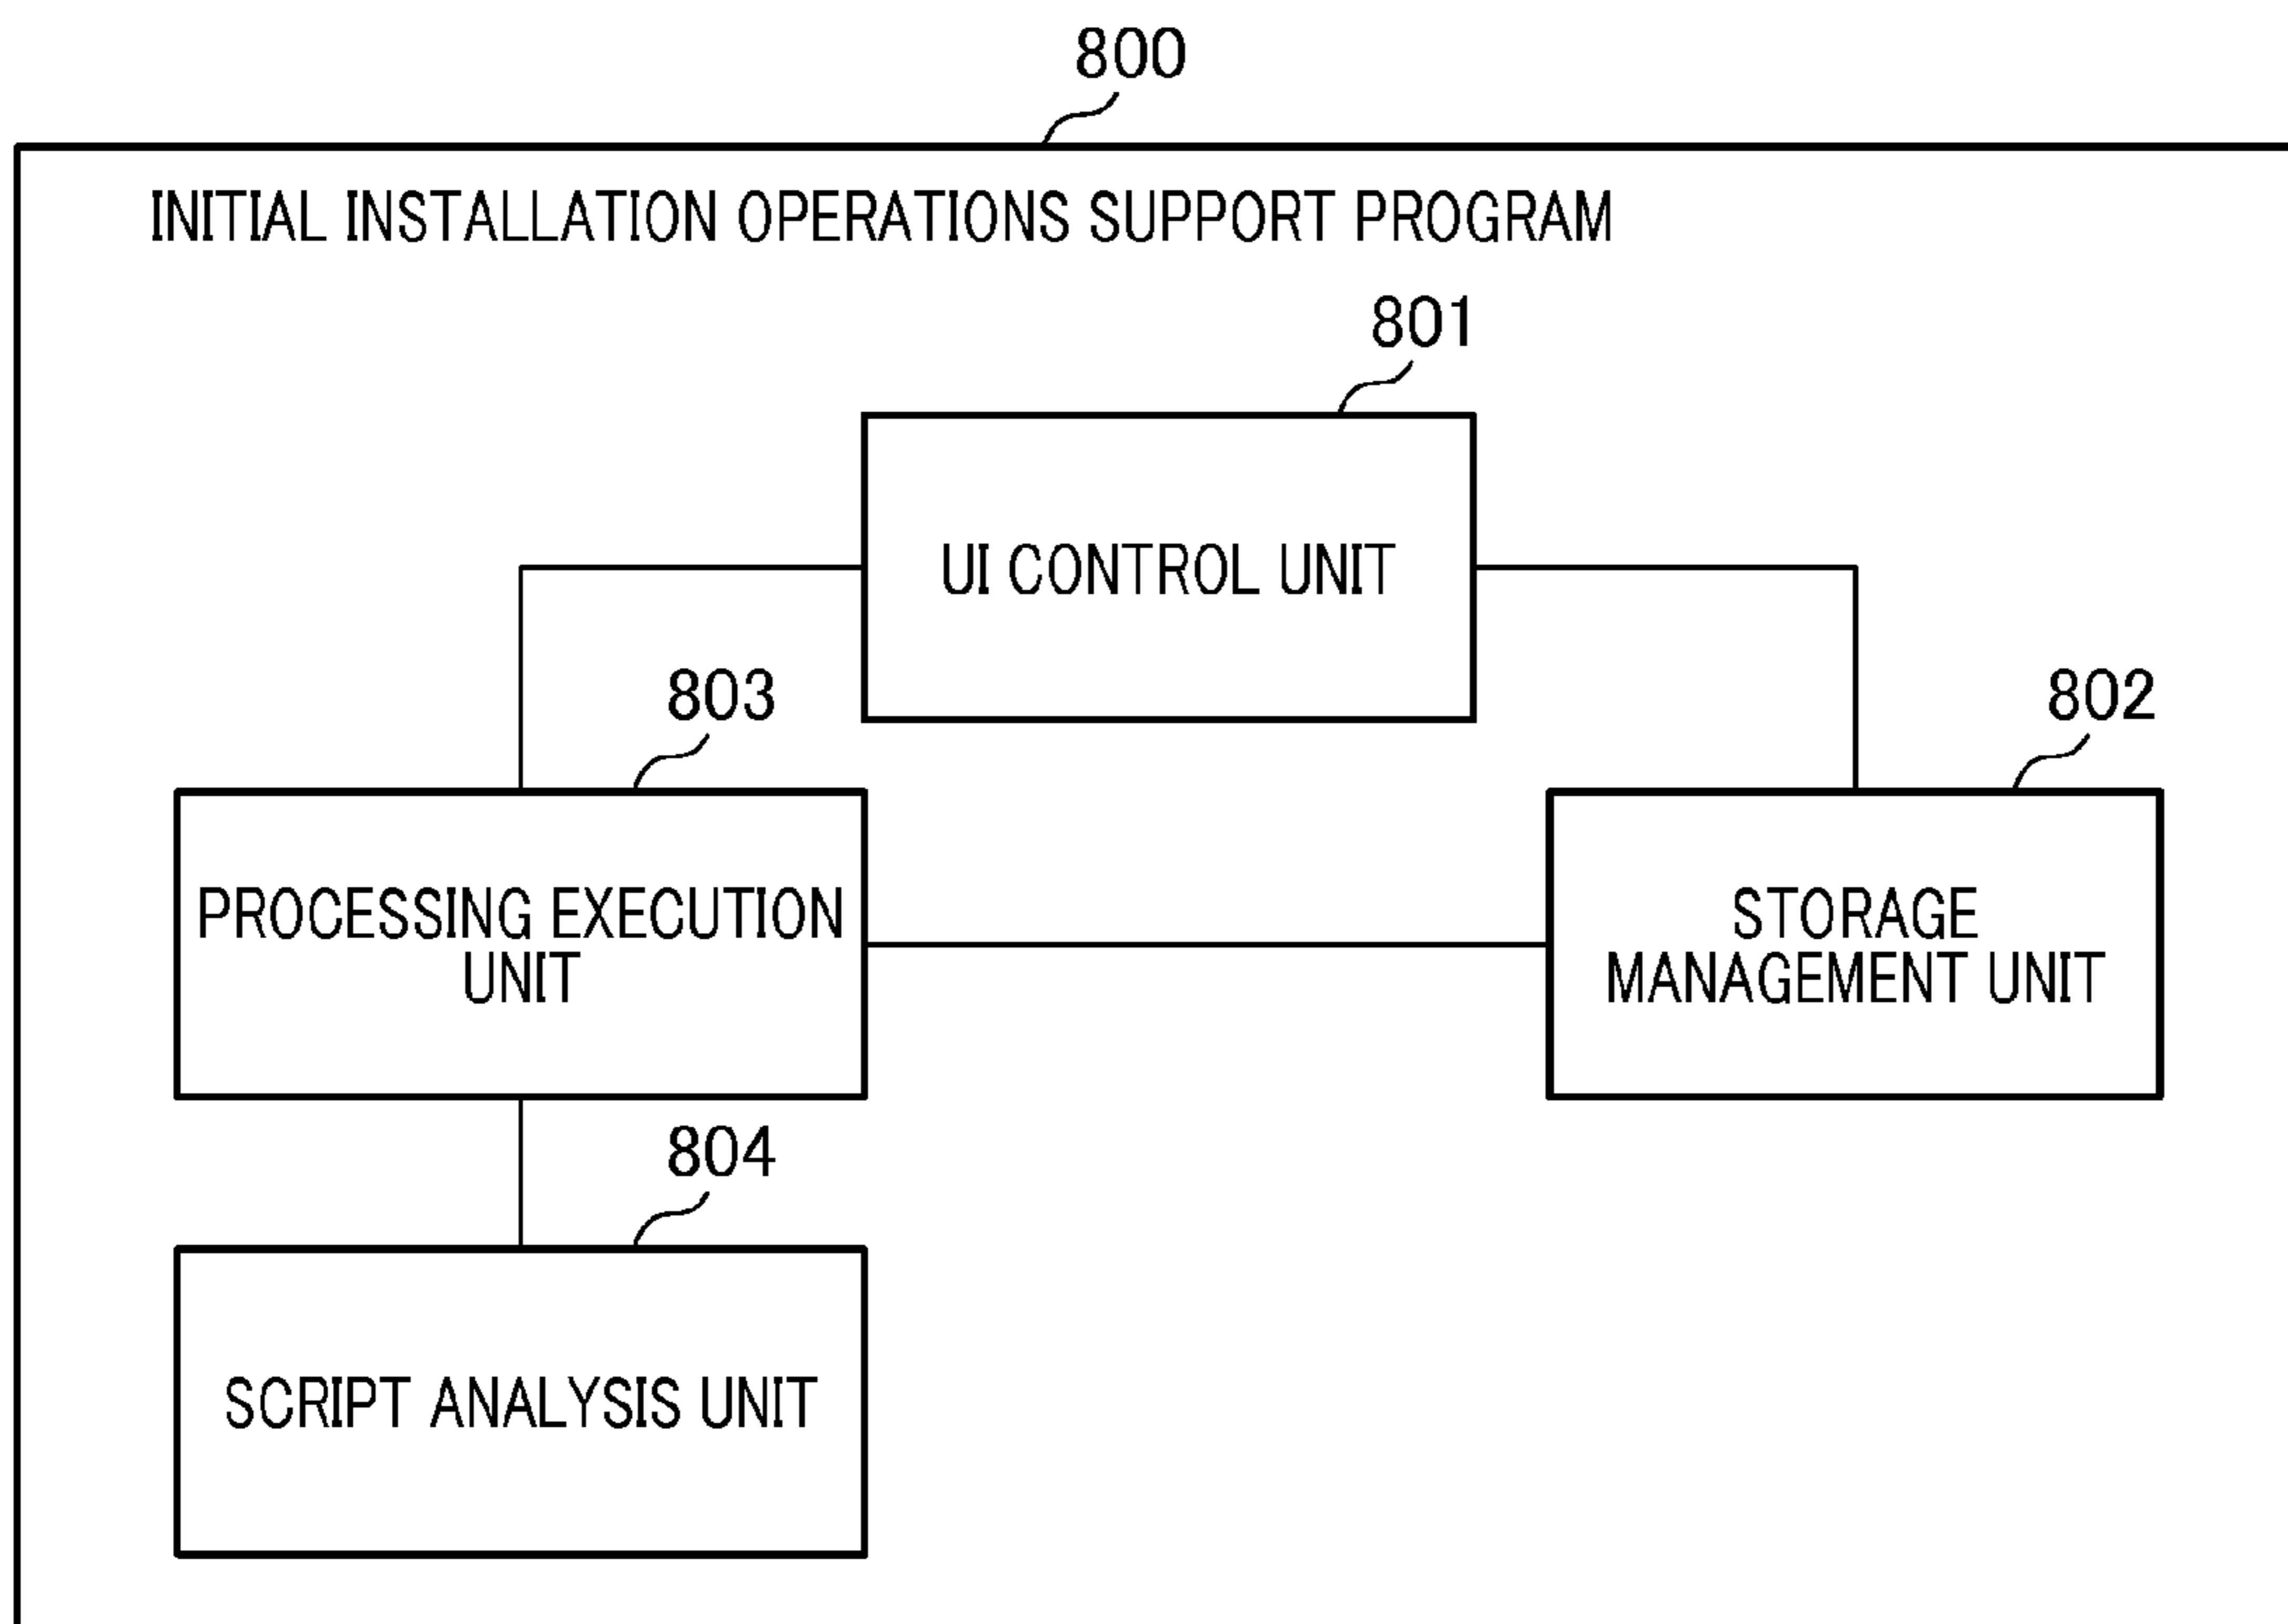 800
INITIAL INSTALLATION OPERATIONS SUPPORT PROGRAM
801
UI CONTROL UNIT
803
802
PROCESSING EXECUTION
UNIT
STORAGE
MANAGEMENT UNIT
804
SCRIPT ANALYSIS UNIT